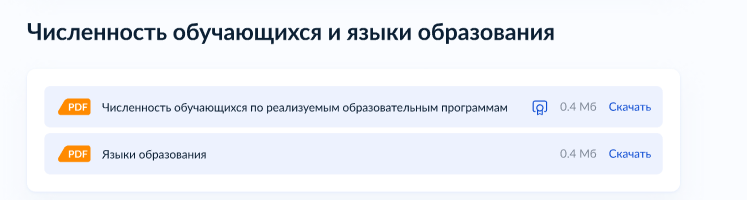 Численность обучающихся и языки образования
PDF Численность обучающихся по реализуемым образовательным программам 0.4 Мб Скачать
PDF Языки образования 0.4 Мб Скачать